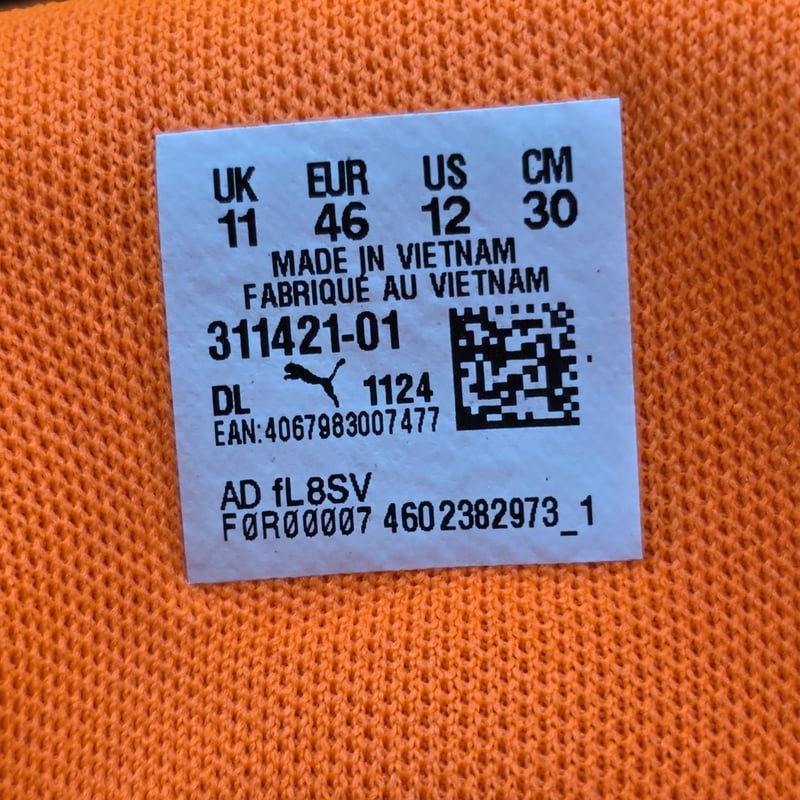 UK EUR US CM
11 46 12 30
MADE IN VIETNAM
FABRIQUÉ AU VIETNAM
311421-01
DL 1124
EAN:4067983007477
AD fL8SV
F0R00007 4602382973_1